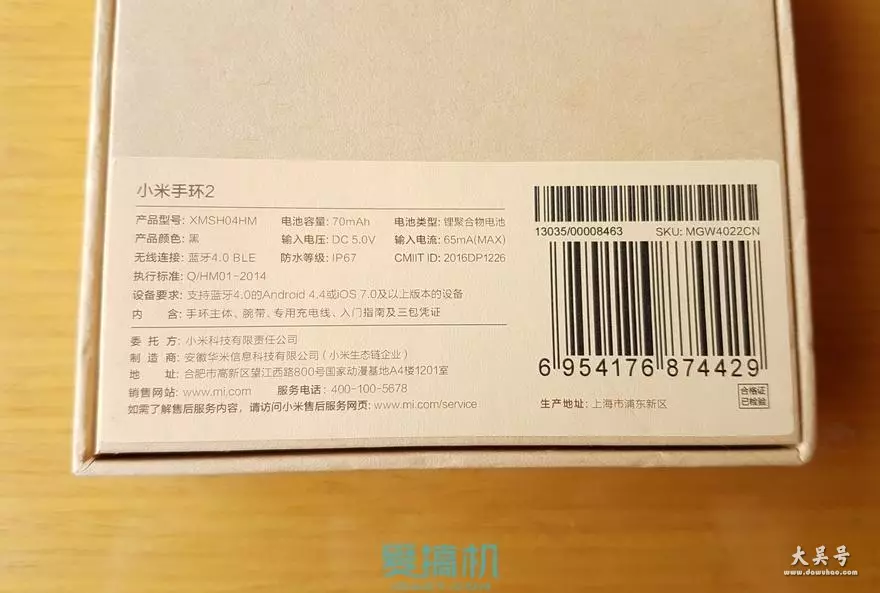 小米手环2
产品型号: XMSH04HM 电池容量: 70mAh 电池类型: 锂聚合物电池
产品颜色: 黑 输入电压: DC 5.0V 输入电流: 65mA(MAX)
无线连接: 蓝牙4.0 BLE 防水等级: IP67 CMIIT ID: 2016DP1226
执行标准: Q/HM01-2014
设备要求: 支持蓝牙4.0的Android 4.4或iOS 7.0及以上版本的设备
内 含: 手环主体、腕带、专用充电线、入门指南及三包凭证
委 托 方: 小米科技有限责任公司
制 造 商: 安徽华米信息科技有限公司（小米生态链企业）
地 址: 合肥市高新区望江西路800号国家动漫基地A4楼1201室
销售网站: www.mi.com 服务电话: 400-100-5678
如需了解售后服务内容，请访问小米售后服务网页: www.mi.com/service
13035/00008463 SKU: MGW4022CN
6 954176 874429
生产地址: 上海市浦东新区
合格证
已检验
爱搞机
大吴号
www.dawuhao.com